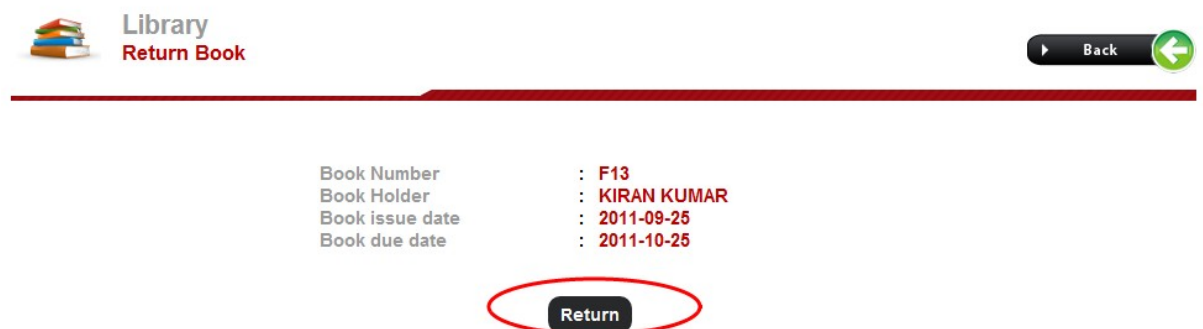 Library
Return Book
Back
Book Number : F13
Book Holder : KIRAN KUMAR
Book issue date : 2011-09-25
Book due date : 2011-10-25
Return